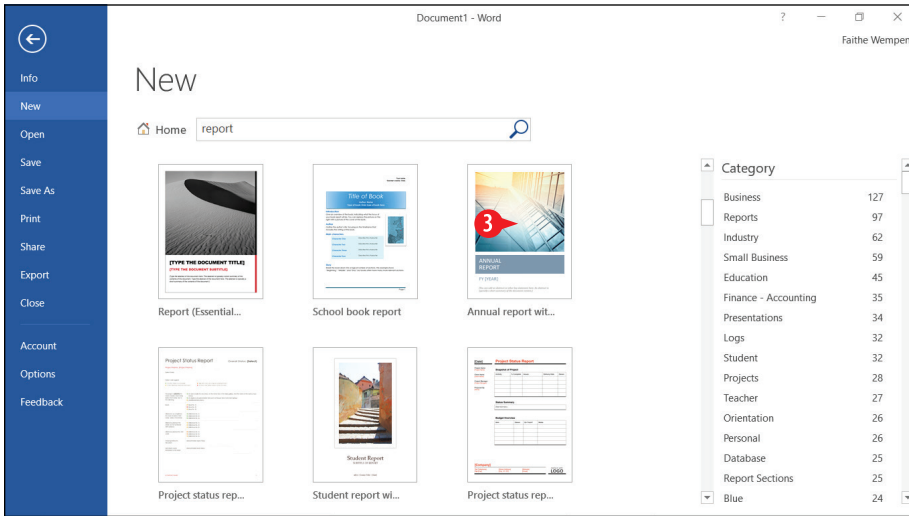 Document1 - Word
?
Faithe Wempen
Info
New
Open
Save
Save As
Print
Share
Export
Close
Account
Options
Feedback
New
Home
report
[TYPE THE DOCUMENT TITLE]
[TYPE THE DOCUMENT SUBTITLE]
Report (Essential...
Title of Book
School book report
3
ANNUAL
REPORT
FY [YEAR]
Annual report wit...
Project Status Report
Project status rep...
Student Report
Student report wi...
Project Status Report
LOGO
Project status rep...
Category
Business 127
Reports 97
Industry 62
Small Business 59
Education 45
Finance - Accounting 35
Presentations 34
Logs 32
Student 32
Projects 28
Teacher 27
Orientation 26
Personal 26
Database 25
Report Sections 25
Blue 24